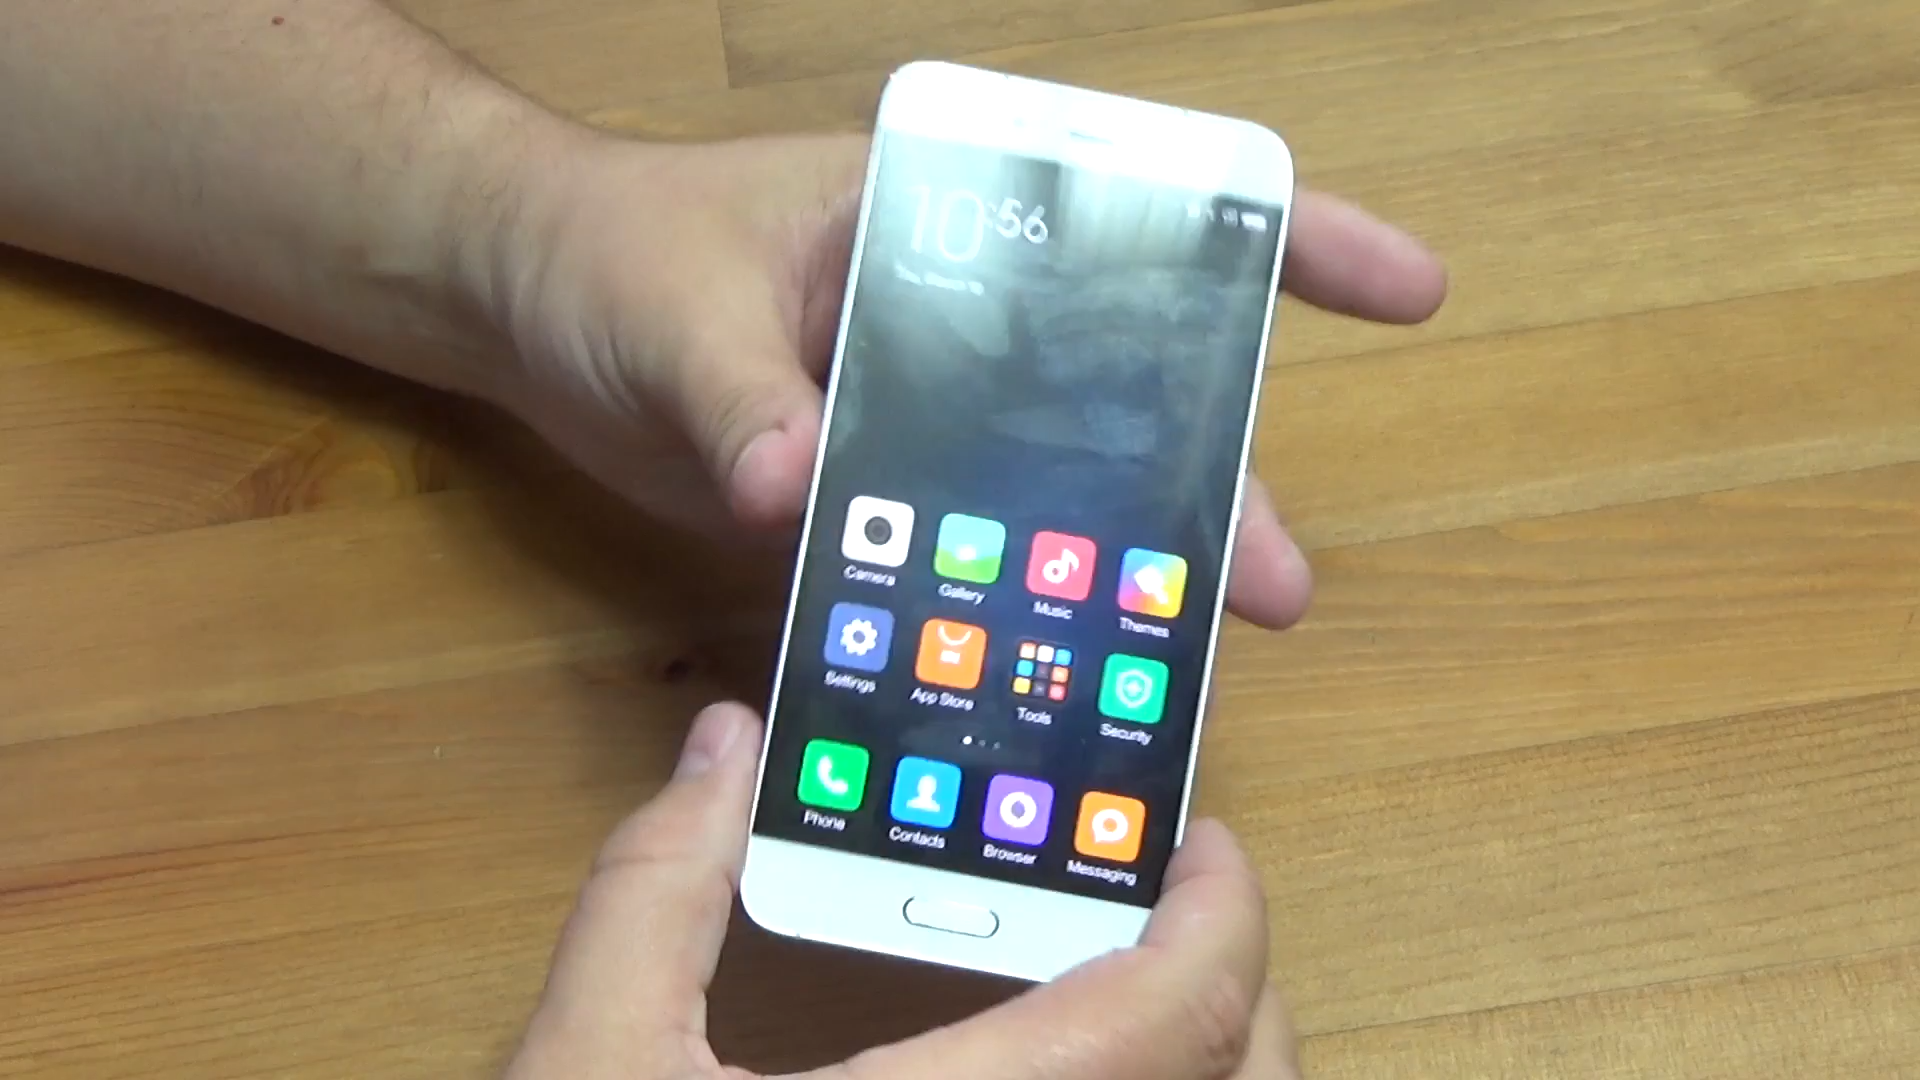 10:56
Camera
Gallery
Music
Themes
Settings
App Store
Tools
Security
Phone
Contacts
Browser
Messaging